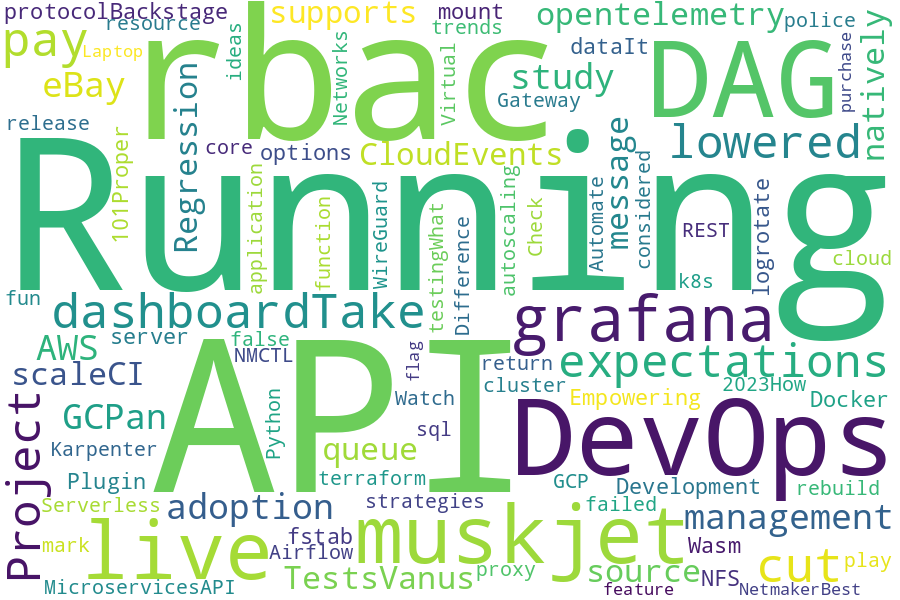 protocolBackstage
resource
supports
mount
trends
opentelemetry
police
natively
pay
Laptop
ideas
rbac
Networks
Virtual
dataIt
DAG
purchase
eBay
study
Gateway
release
Regression
core
options
CloudEvents
message
lowered
101Proper
Running
application
function
WireGuard
testingWhat
Difference
autoscaling
Check
Automate
considered
REST
k8s
logrotate
cloud
fun
dashboardTake
grafana
AWS
server
false
NMCTL
flag
return
expectations
scaleCI
API
Watch
cluster
2023How
Project
GCPan
Python
sql
Empowering
Docker
DevOps
Karpenter
queue
Plugin
terraform
GCP
Development
rebuild
Serverless
adoption
strategies
failed
management
mark
live
fstab
Airflow
muskjet
Wasm
cut
play
MicroservicesAPI
TestsVanus
proxy
source
NFS
feature
NetmakerBest